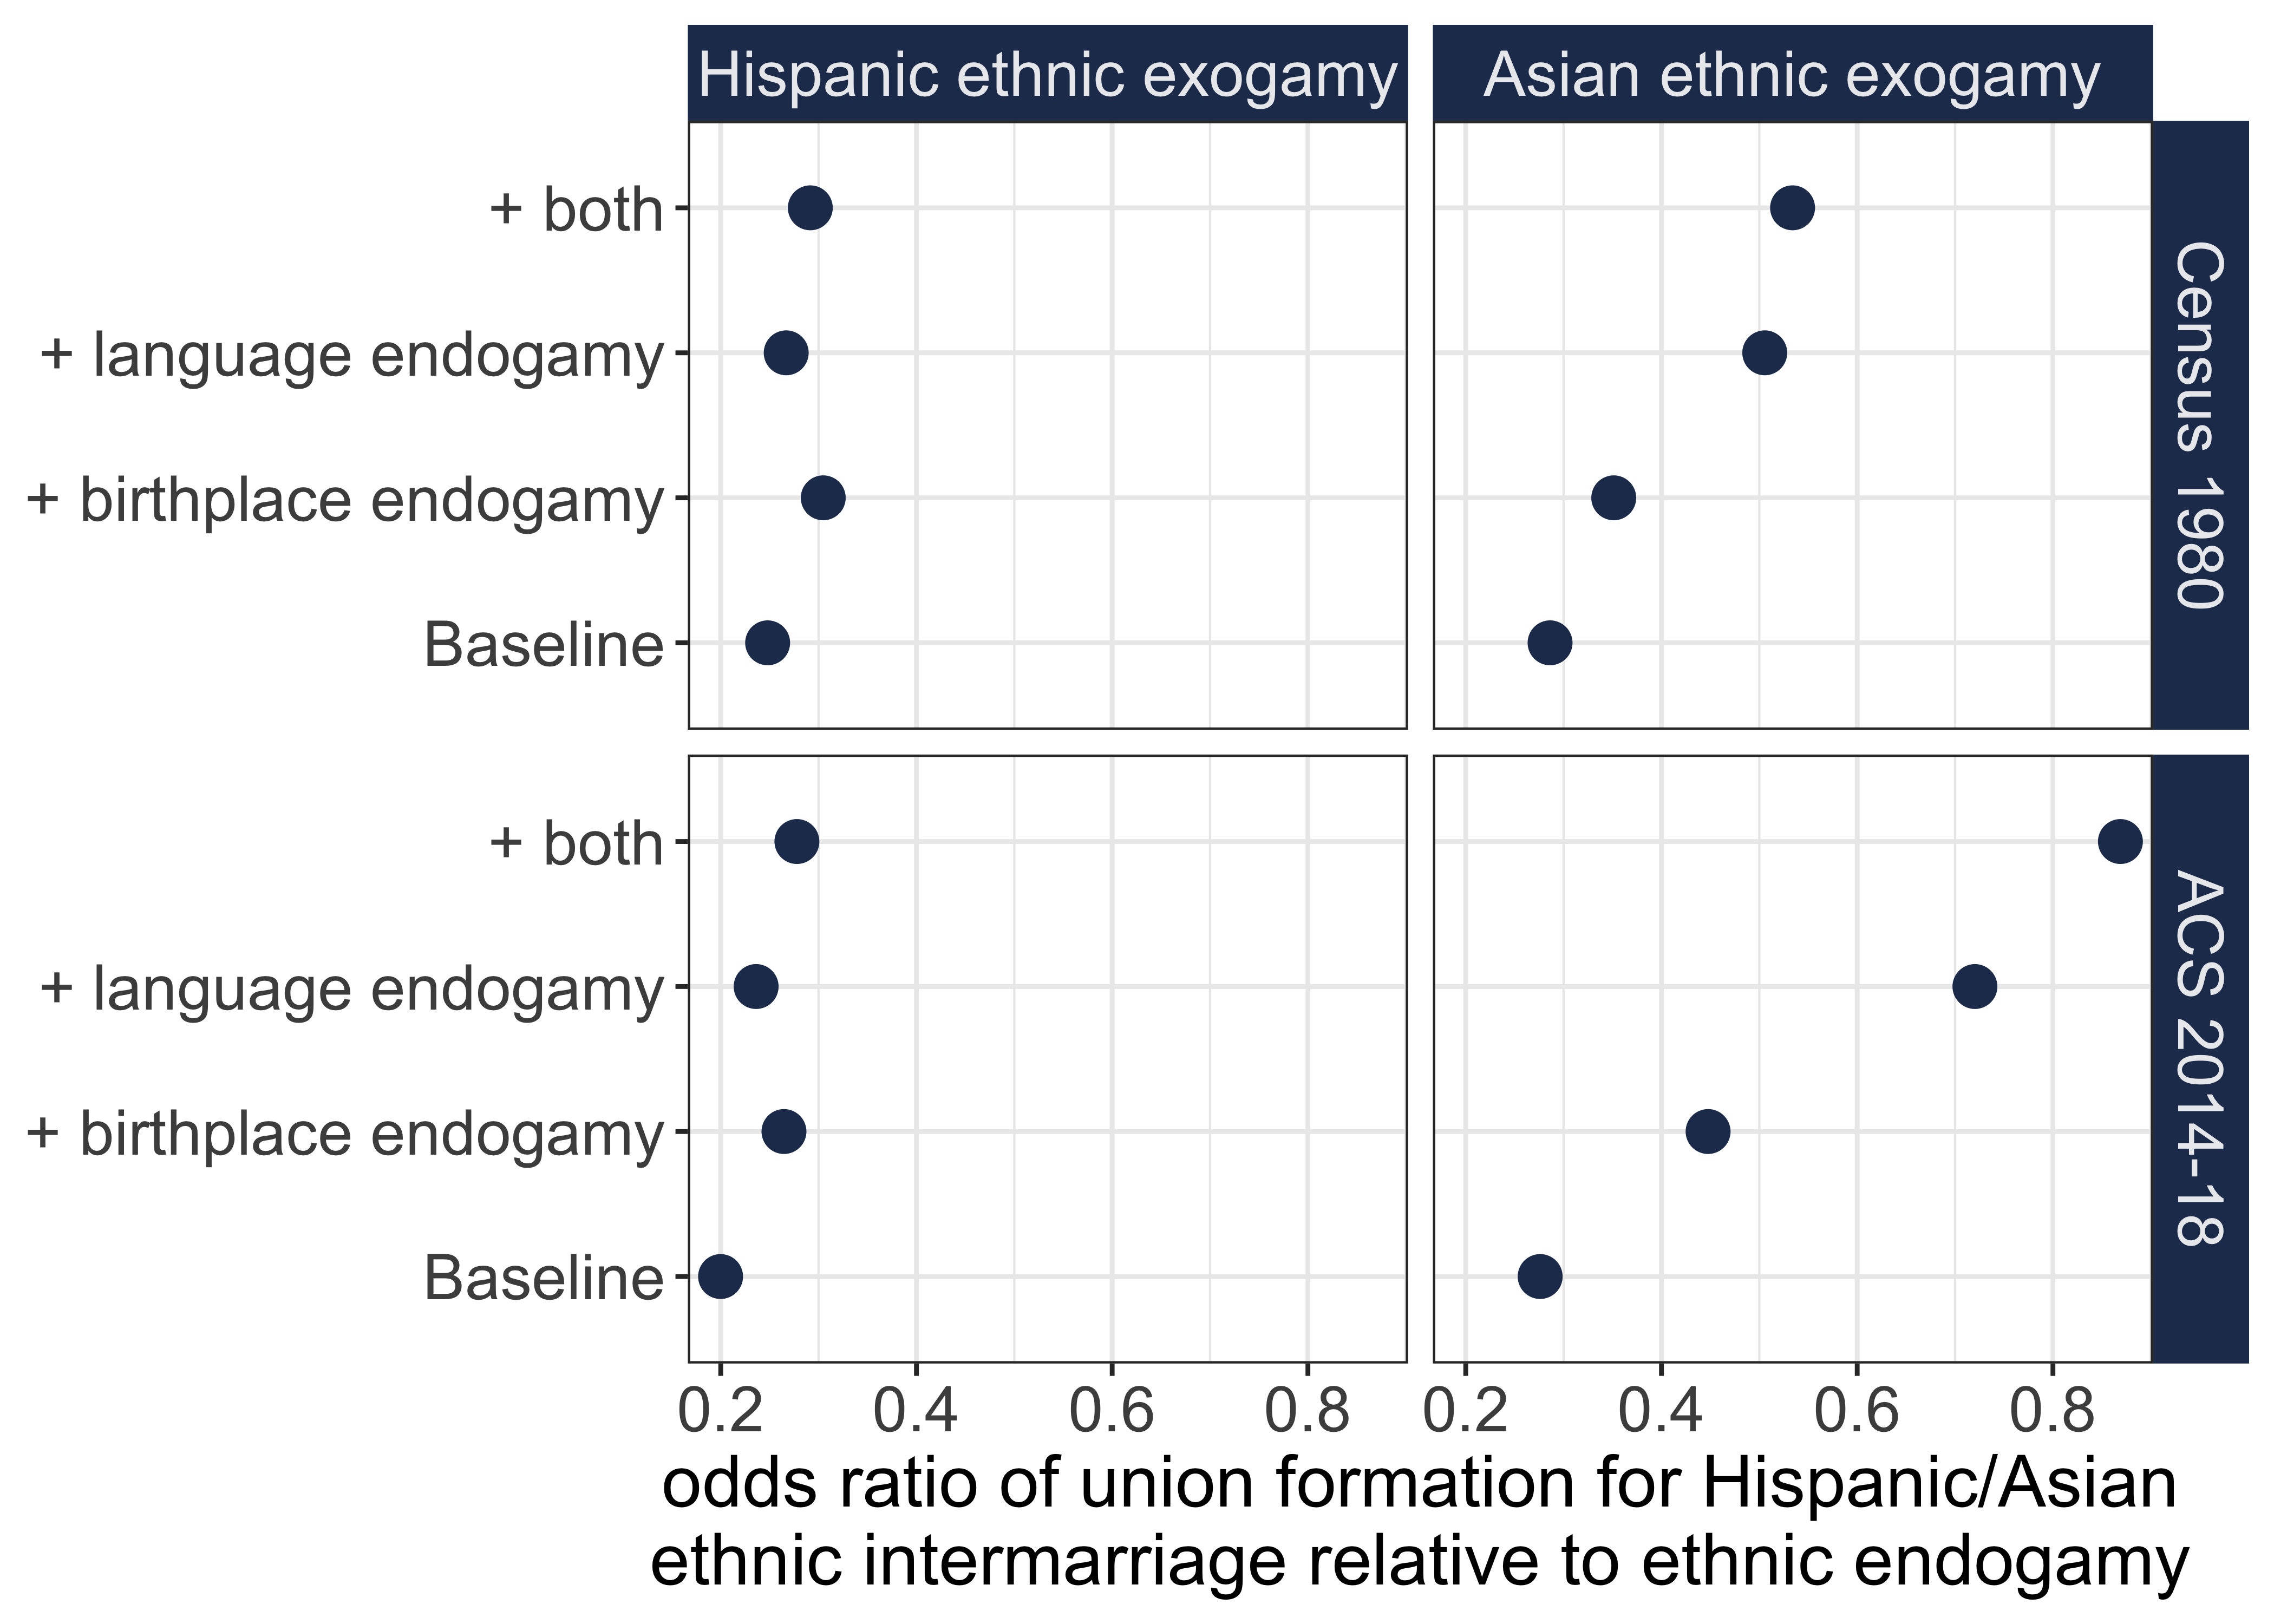 Hispanic ethnic exogamy
Asian ethnic exogamy
+ both
+ language endogamy
+ birthplace endogamy
Baseline
Census 1980
+ both
+ language endogamy
+ birthplace endogamy
Baseline
ACS 2014-18
0.2 0.4 0.6 0.8
0.2 0.4 0.6 0.8
odds ratio of union formation for Hispanic/Asian
ethnic intermarriage relative to ethnic endogamy